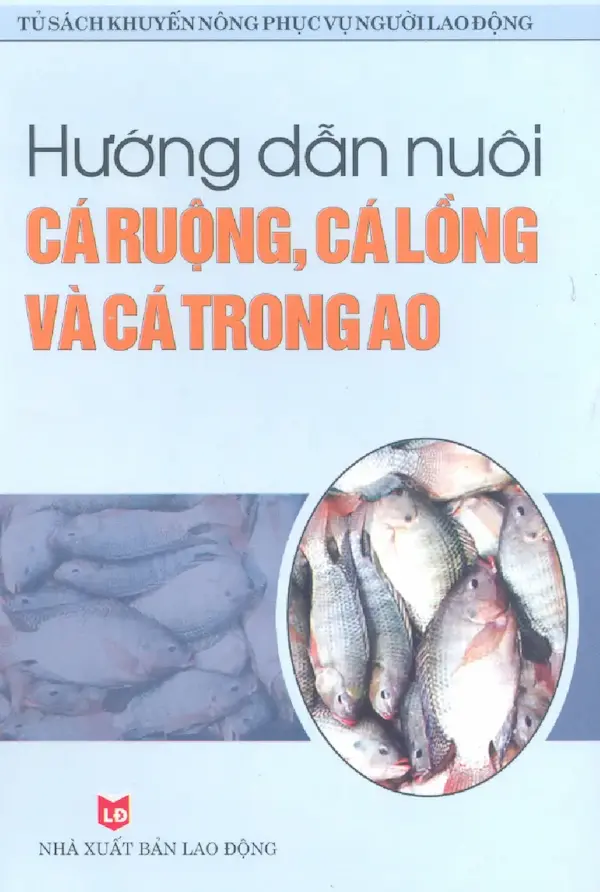 TỦ SÁCH KHUYẾN NÔNG PHỤC VỤ NGƯỜI LAO ĐỘNG
Hướng dẫn nuôi
CÁ RUỘNG, CÁ LỒNG
VÀ CÁ TRONG AO
LĐ
NHÀ XUẤT BẢN LAO ĐỘNG